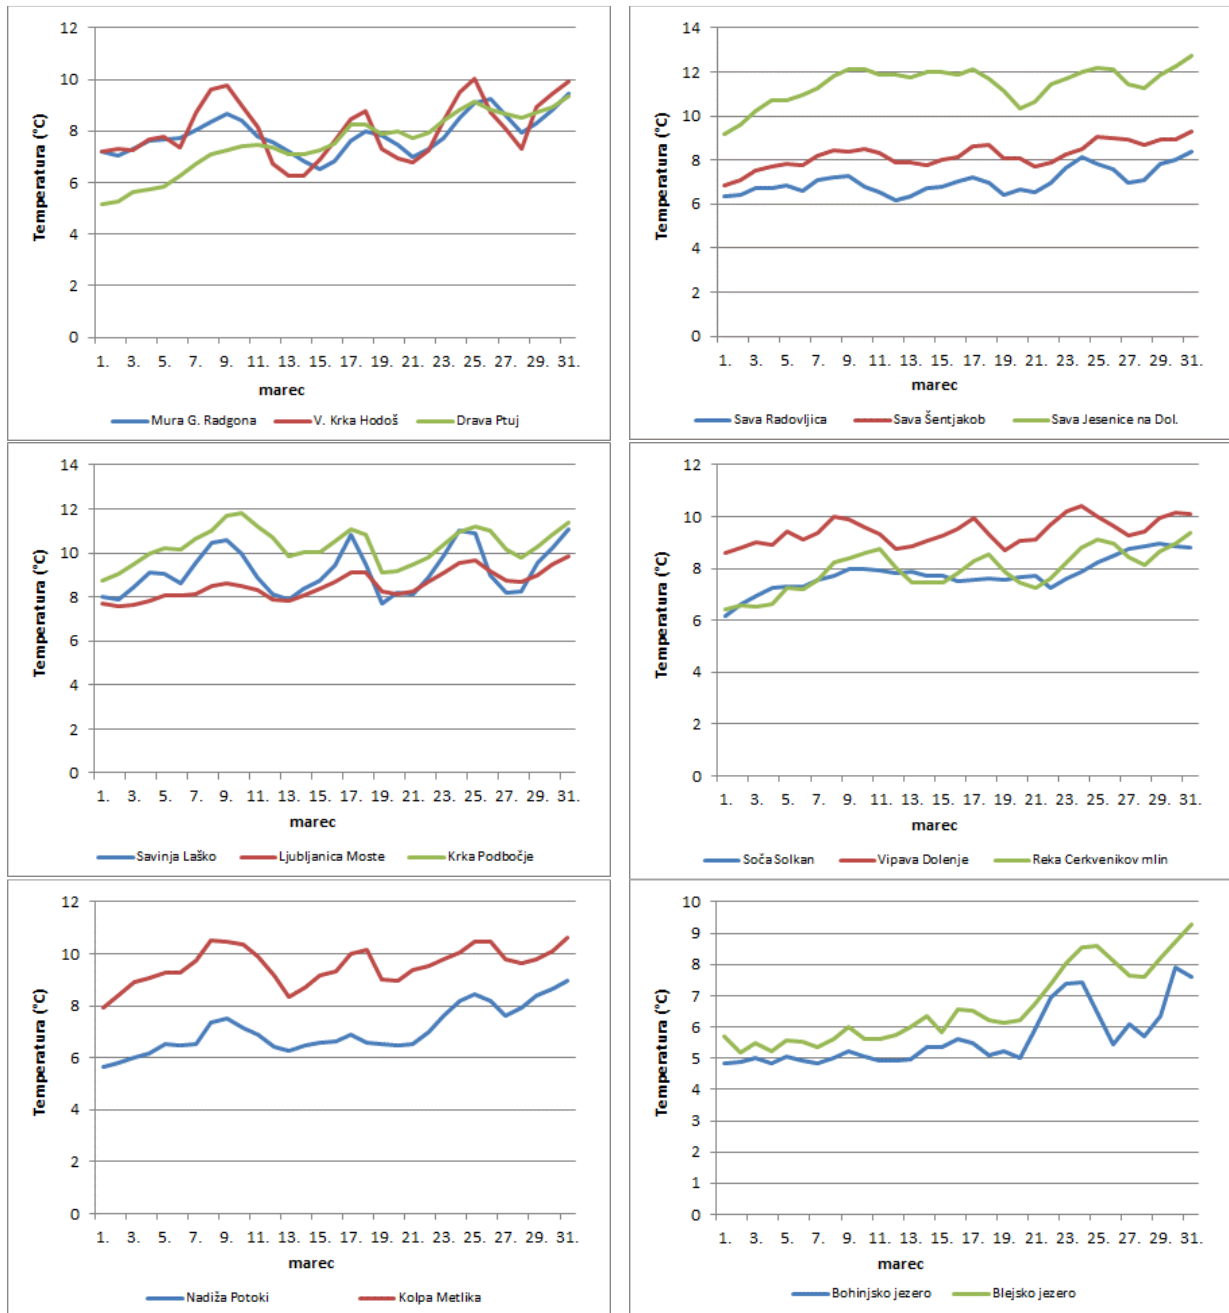 12
10
8
6
4
2
0
Temperatura (°C)
1. 3. 5. 7. 9. 11. 13. 15. 17. 19. 21. 23. 25. 27. 29. 31.
marec
Mura G. Radgona V. Krka Hodoš Drava Ptuj
14
12
10
8
6
4
2
0
Temperatura (°C)
1. 3. 5. 7. 9. 11. 13. 15. 17. 19. 21. 23. 25. 27. 29. 31.
marec
Sava Radovljica Sava Šentjakob Sava Jesenice na Dol.
14
12
10
8
6
4
2
0
Temperatura (°C)
1. 3. 5. 7. 9. 11. 13. 15. 17. 19. 21. 23. 25. 27. 29. 31.
marec
Savinja Laško Ljubljanica Moste Krka Podbočje
12
10
8
6
4
2
0
Temperatura (°C)
1. 3. 5. 7. 9. 11. 13. 15. 17. 19. 21. 23. 25. 27. 29. 31.
marec
Soča Solkan Vipava Dolenje Reka Cerkvenikov mlin
12
10
8
6
4
2
0
Temperatura (°C)
1. 3. 5. 7. 9. 11. 13. 15. 17. 19. 21. 23. 25. 27. 29. 31.
marec
Nadiža Potoki Kolpa Metlika
10
9
8
7
6
5
4
3
2
1
0
Temperatura (°C)
1. 3. 5. 7. 9. 11. 13. 15. 17. 19. 21. 23. 25. 27. 29. 31.
marec
Bohinjsko jezero Blejsko jezero